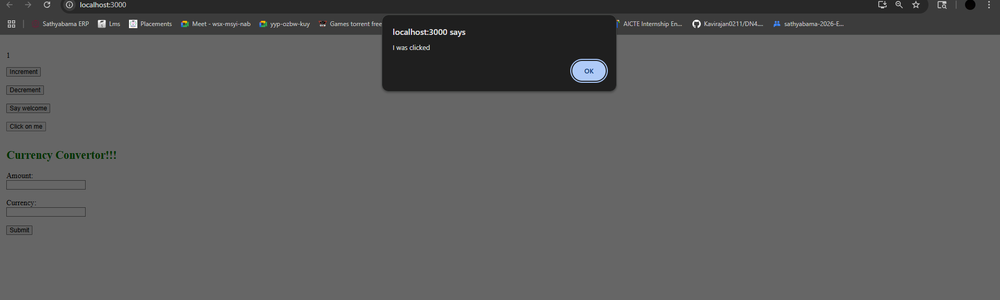 localhost:3000
Sathyabama ERP
Lms
Placements
Meet - wsx-msyi-nab
yyp-ozbw-kuy
Games torrent free
AICTE Internship En...
Kavirajan0211/DN4....
sathyabama-2026-E...
localhost:3000 says
I was clicked
OK
1
Increment
Decrement
Say welcome
Click on me
Currency Convertor!!!
Amount:
Currency:
Submit